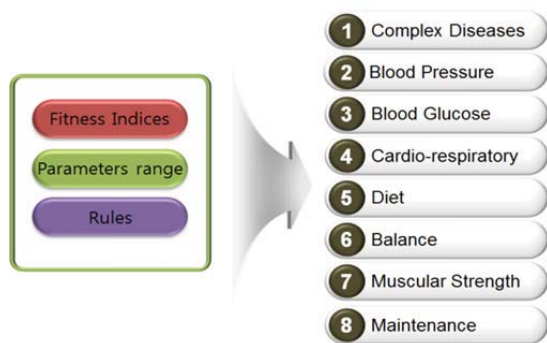 Fitness Indices
Parameters range
Rules
1 Complex Diseases
2 Blood Pressure
3 Blood Glucose
4 Cardio-respiratory
5 Diet
6 Balance
7 Muscular Strength
8 Maintenance